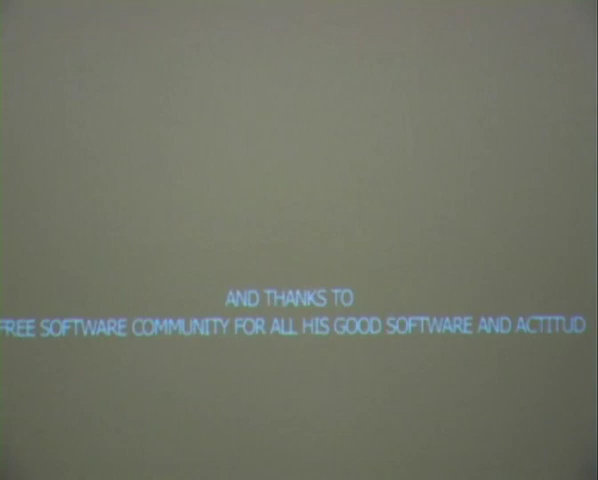 AND THANKS TO
FREE SOFTWARE COMMUNITY FOR ALL HIS GOOD SOFTWARE AND ACTITUD